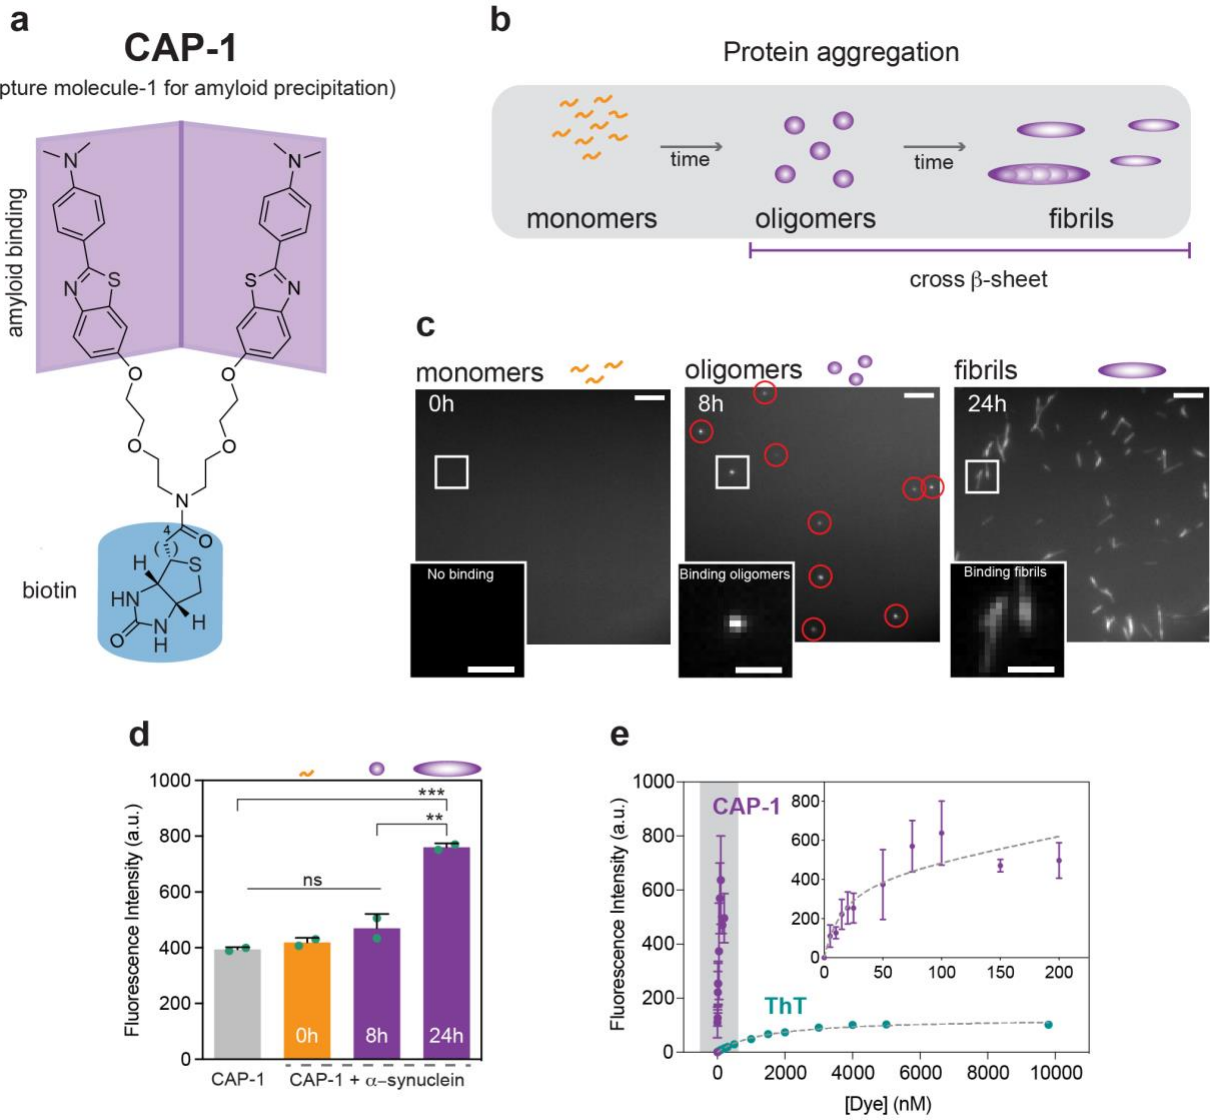 a
CAP-1
pture molecule-1 for amyloid precipitation)
amyloid binding
N
N
S
N
S
N
O
O
O
O
N
4
O
( )
H
S
HN
H
O
N
H
biotin
b
Protein aggregation
time
time
monomers
oligomers
fibrils
cross β-sheet
c
monomers
oligomers
fibrils
0h
8h
24h
No binding
Binding oligomers
Binding fibrils
d
Fluorescence Intensity (a.u.)
1000
800
600
400
200
0
***
**
ns
0h
8h
24h
CAP-1
CAP-1 + α-synuclein
e
Fluorescence Intensity (a.u.)
1000
800
600
400
200
0
CAP-1
ThT
800
600
400
200
0
0
50
100
150
200
0
2000
4000
6000
8000
10000
[Dye] (nM)